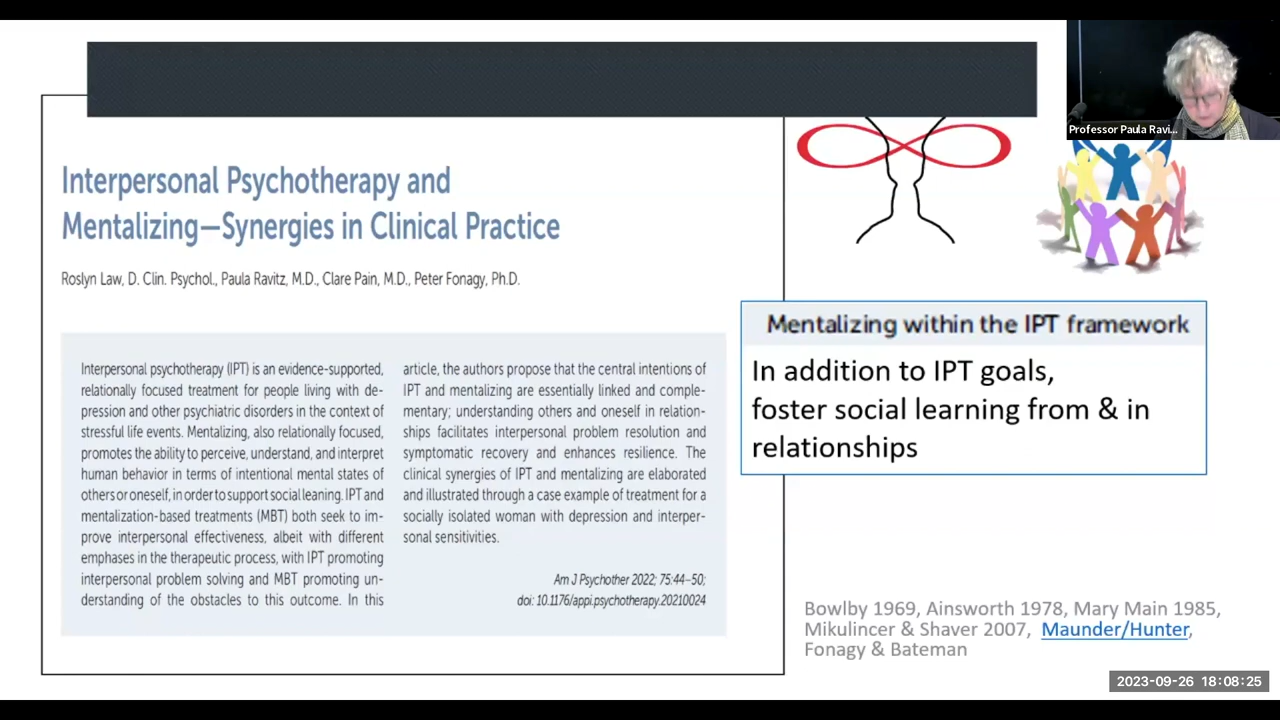 Professor Paula Ravi...
Interpersonal Psychotherapy and
Mentalizing—Synergies in Clinical Practice
Roslyn Law, D. Clin. Psychol., Paula Ravitz, M.D., Clare Pain, M.D., Peter Fonagy, Ph.D.
Interpersonal psychotherapy (IPT) is an evidence-supported,
relationally focused treatment for people living with de-
pression and other psychiatric disorders in the context of
stressful life events. Mentalizing, also relationally focused,
promotes the ability to perceive, understand, and interpret
human behavior in terms of intentional mental states of
others or oneself, in order to support social leaning. IPT and
mentalization-based treatments (MBT) both seek to im-
prove interpersonal effectiveness, albeit with different
emphases in the therapeutic process, with IPT promoting
interpersonal problem solving and MBT promoting un-
derstanding of the obstacles to this outcome. In this
article, the authors propose that the central intentions of
IPT and mentalizing are essentially linked and comple-
mentary; understanding others and oneself in relation-
ships facilitates interpersonal problem resolution and
symptomatic recovery and enhances resilience. The
clinical synergies of IPT and mentalizing are elaborated
and illustrated through a case example of treatment for a
socially isolated woman with depression and interper-
sonal sensitivities.
Am J Psychother 2022; 75:44–50;
doi: 10.1176/appi.psychotherapy.20210024
Mentalizing within the IPT framework
In addition to IPT goals,
foster social learning from & in
relationships
Bowlby 1969, Ainsworth 1978, Mary Main 1985,
Mikulincer & Shaver 2007, Maunder/Hunter,
Fonagy & Bateman
2023-09-26 18:08:25